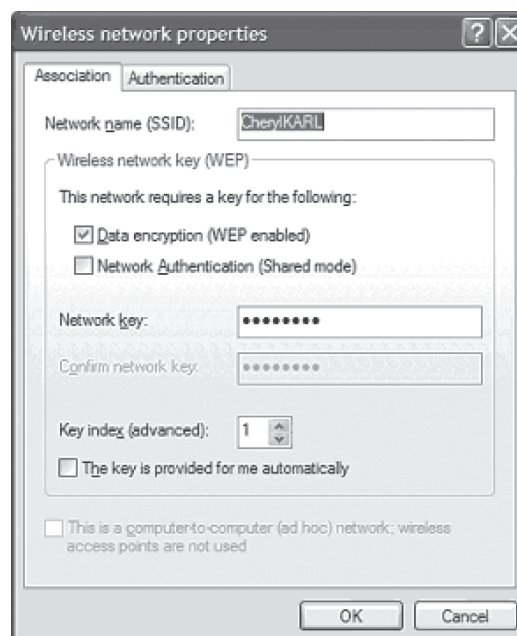 Wireless network properties
Association Authentication
Network name (SSID): CherylKARL
Wireless network key (WEP)
This network requires a key for the following:
Data encryption (WEP enabled)
Network Authentication (Shared mode)
Network key: ••••••••
Confirm network key: ••••••••
Key index (advanced): 1
The key is provided for me automatically
This is a computer-to-computer (ad hoc) network; wireless
access points are not used
OK Cancel